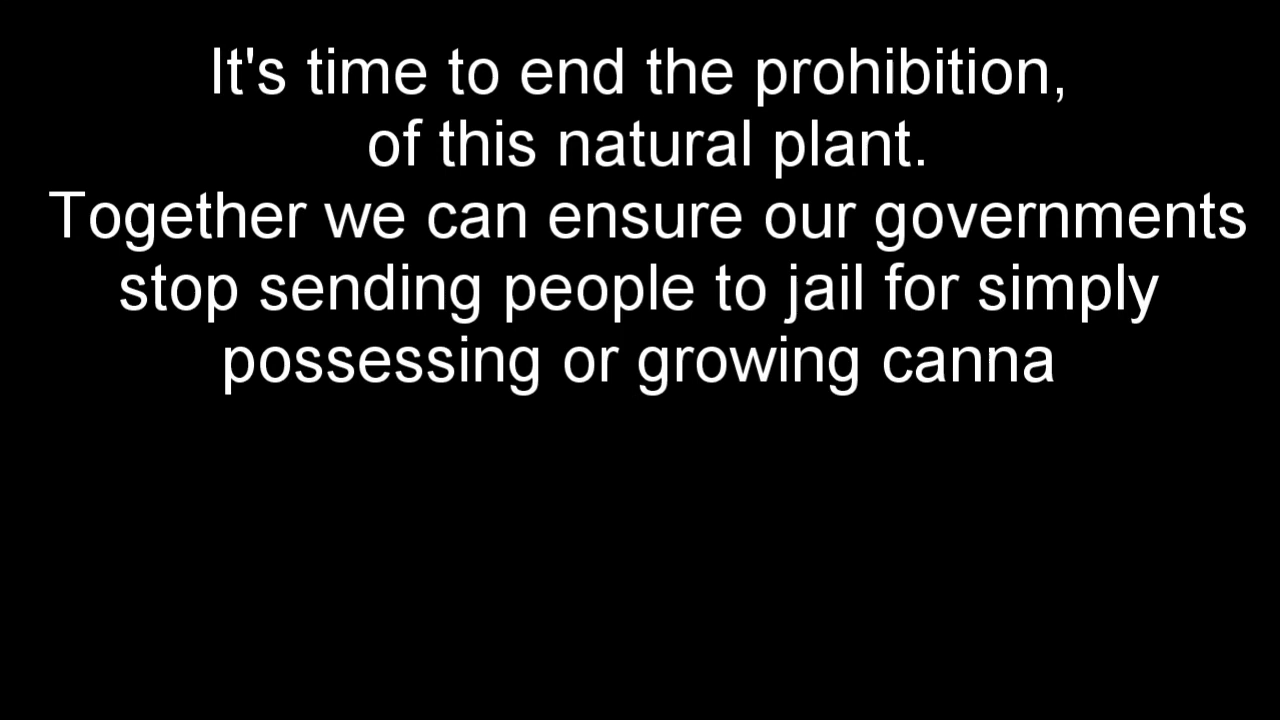 It's time to end the prohibition,
of this natural plant.
Together we can ensure our governments
stop sending people to jail for simply
possessing or growing canna